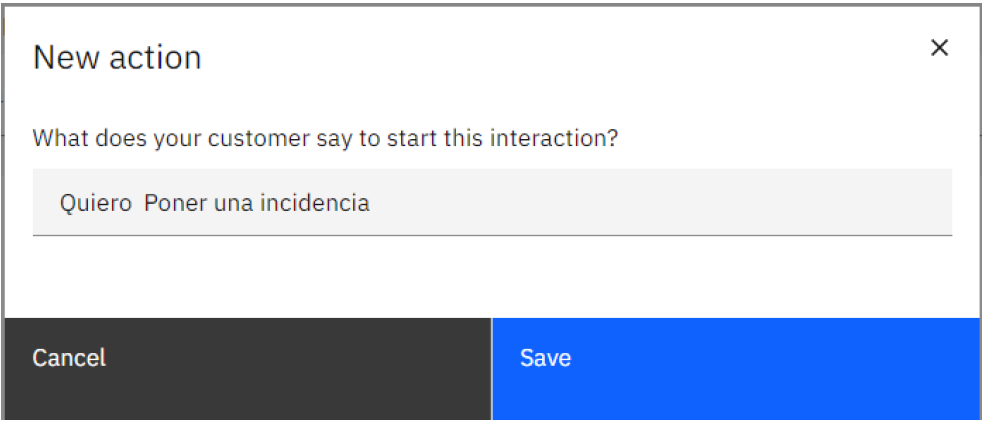 New action
What does your customer say to start this interaction?
Quiero  Poner una incidencia
Cancel
Save